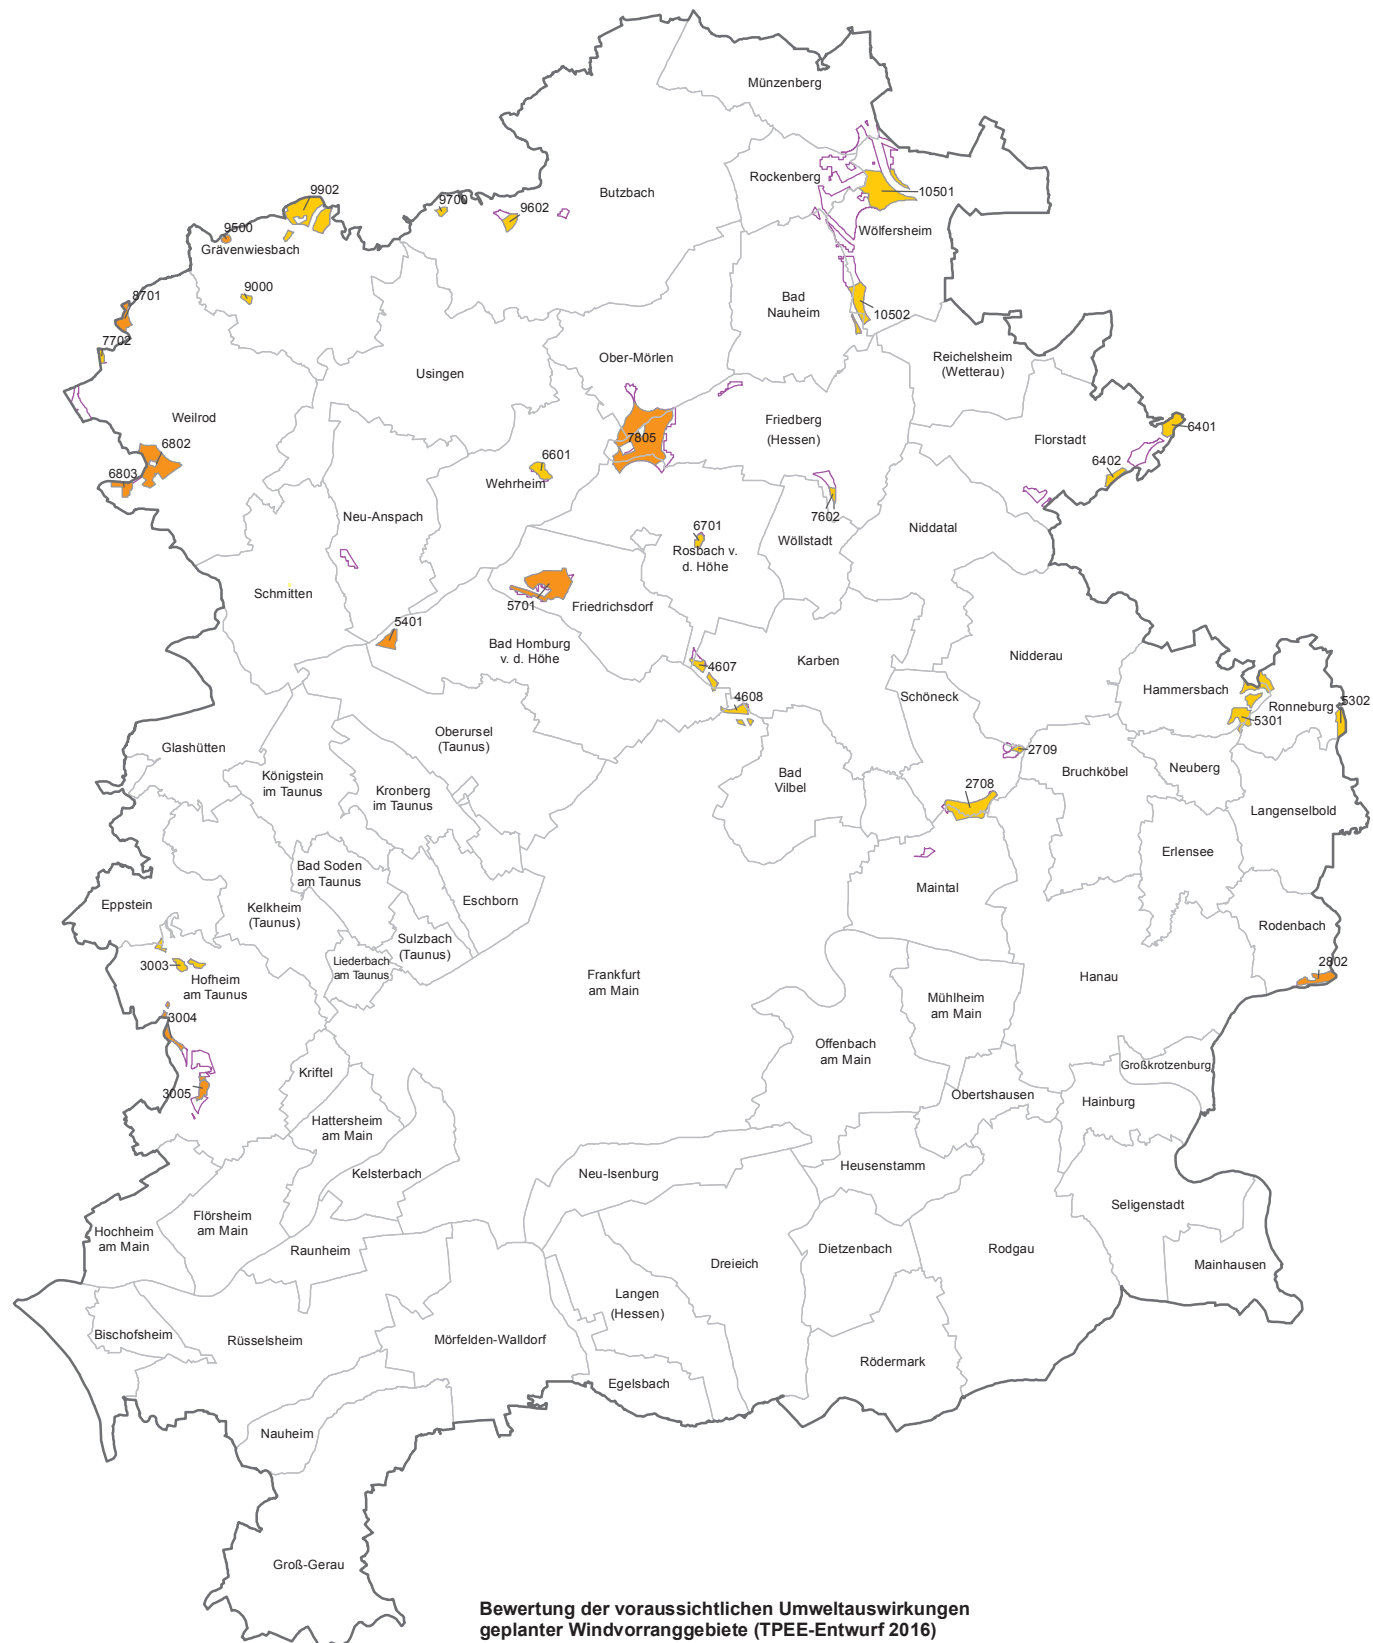 Münzenberg
Rockenberg
10501
9902
9700
9602
Butzbach
9500
Grävenwiesbach
Wölfersheim
9000
8701
Bad
Nauheim
10502
7702
Ober-Mörlen
Reichelsheim
(Wetterau)
Usingen
Weilrod
Friedberg
(Hessen)
6401
6802
7805
Florstadt
6402
6803
6601
Wehrheim
Neu-Anspach
7602
Niddatal
6701
Wöllstadt
Rosbach v.
d. Höhe
Schmitten
5701
Friedrichsdorf
5401
Bad Homburg
v. d. Höhe
4607
Karben
Nidderau
Hammersbach
Schöneck
4608
Ronneburg
5302
5301
Oberursel
(Taunus)
Glashütten
2709
Königstein
im Taunus
Kronberg
im Taunus
Bad
Vilbel
Bruchköbel
Neuberg
2708
Langenselbold
Erlensee
Bad Soden
am Taunus
Maintal
Eppstein
Kelkheim
(Taunus)
Eschborn
Rodenbach
Sulzbach
(Taunus)
Liederbach
am Taunus
3003
Hofheim
am Taunus
Frankfurt
am Main
Hanau
2802
Mühlheim
am Main
3004
Offenbach
am Main
Großkrotzenburg
Kriftel
3005
Obertshausen
Hainburg
Hattersheim
am Main
Kelsterbach
Neu-Isenburg
Heusenstamm
Seligenstadt
Flörsheim
am Main
Hochheim
am Main
Raunheim
Dietzenbach
Rodgau
Dreieich
Mainhausen
Langen
(Hessen)
Bischofsheim
Rüsselsheim
Mörfelden-Walldorf
Rödermark
Egelsbach
Nauheim
Groß-Gerau
Bewertung der voraussichtlichen Umweltauswirkungen
geplanter Windvorranggebiete (TPEE-Entwurf 2016)